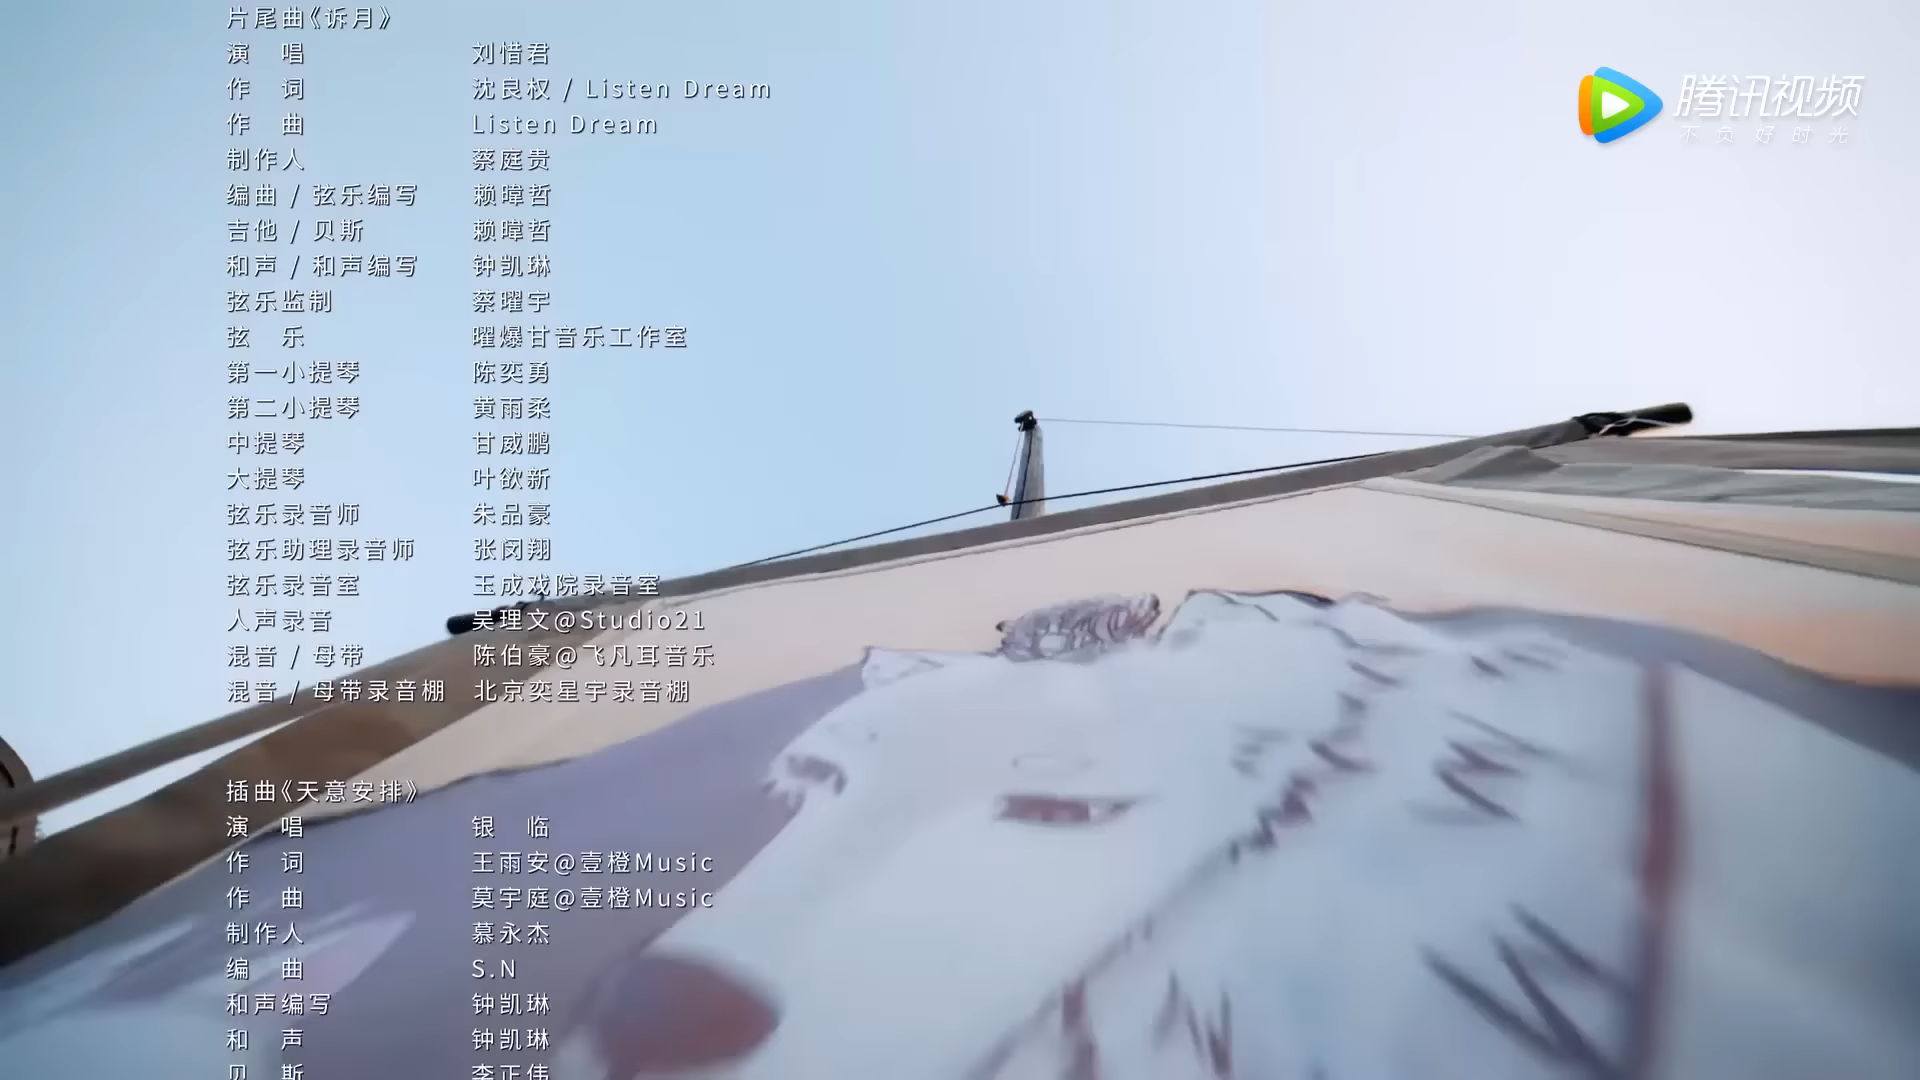 片尾曲《诉月》
演 唱 刘惜君
作 词 沈良权 / Listen Dream
作 曲 Listen Dream
制作人 蔡庭贵
编曲 / 弦乐编写 赖暐哲
吉他 / 贝斯 赖暐哲
和声 / 和声编写 钟凯琳
弦乐监制 蔡曜宇
弦 乐 曜爆甘音乐工作室
第一小提琴 陈奕勇
第二小提琴 黄雨柔
中提琴 甘威鹏
大提琴 叶欲新
弦乐录音师 朱品豪
弦乐助理录音师 张闵翔
弦乐录音室 玉成戏院录音室
人声录音 吴理文@Studio21
混音 / 母带 陈伯豪@飞凡耳音乐
混音 / 母带录音棚 北京奕星宇录音棚
插曲《天意安排》
演 唱 银 临
作 词 王雨安@壹橙Music
作 曲 莫宇庭@壹橙Music
制作人 慕永杰
编 曲 S.N
和声编写 钟凯琳
和 声 钟凯琳
贝 斯 李正伟
腾讯视频
不负好时光